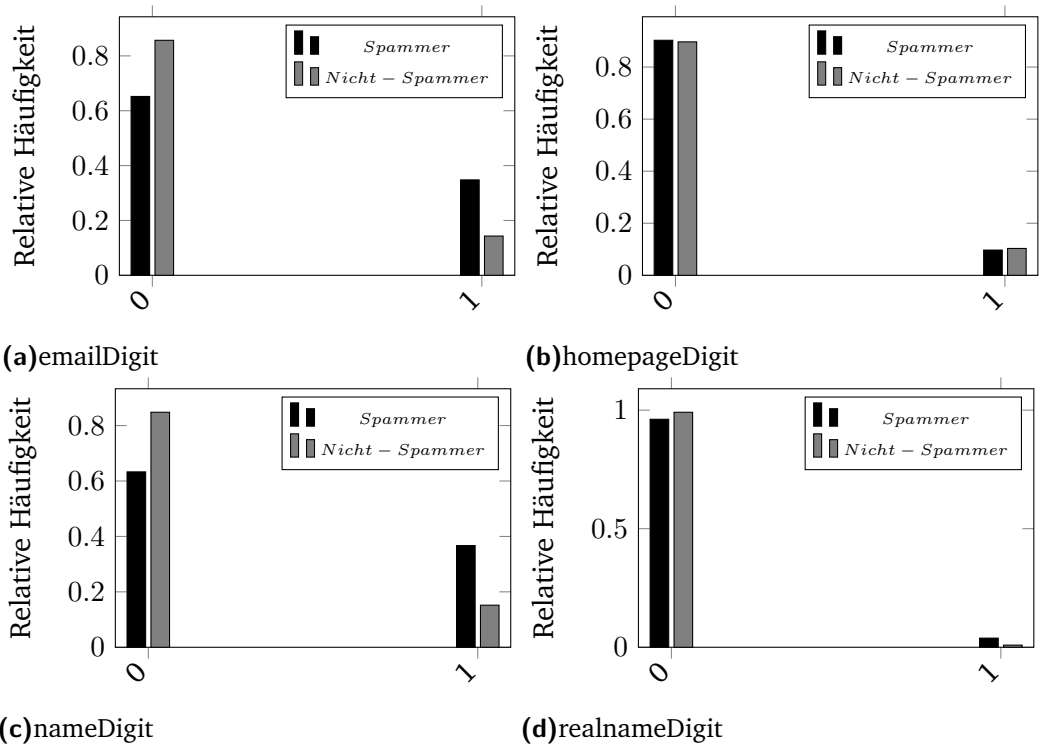 Relative Häufigkeit
0.8
0.6
0.4
0.2
0
0
1
Spammer
Nicht − Spammer
(a)emailDigit
Relative Häufigkeit
0.8
0.6
0.4
0.2
0
0
1
Spammer
Nicht − Spammer
(b)homepageDigit
Relative Häufigkeit
0.8
0.6
0.4
0.2
0
0
1
Spammer
Nicht − Spammer
(c)nameDigit
Relative Häufigkeit
1
0.5
0
0
1
Spammer
Nicht − Spammer
(d)realnameDigit